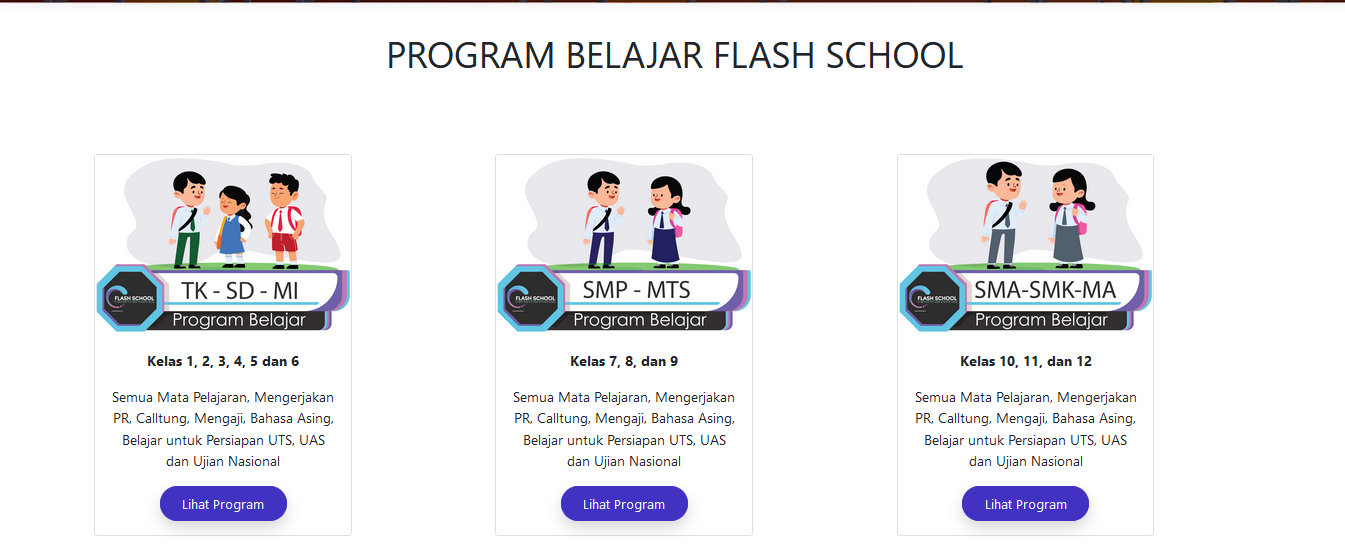 PROGRAM BELAJAR FLASH SCHOOL
FLASH SCHOOL
TK - SD - MI
Program Belajar
Kelas 1, 2, 3, 4, 5 dan 6
Semua Mata Pelajaran, Mengerjakan
PR, Calltung, Mengaji, Bahasa Asing,
Belajar untuk Persiapan UTS, UAS
dan Ujian Nasional
Lihat Program
FLASH SCHOOL
SMP - MTS
Program Belajar
Kelas 7, 8, dan 9
Semua Mata Pelajaran, Mengerjakan
PR, Calltung, Mengaji, Bahasa Asing,
Belajar untuk Persiapan UTS, UAS
dan Ujian Nasional
Lihat Program
FLASH SCHOOL
SMA-SMK-MA
Program Belajar
Kelas 10, 11, dan 12
Semua Mata Pelajaran, Mengerjakan
PR, Calltung, Mengaji, Bahasa Asing,
Belajar untuk Persiapan UTS, UAS
dan Ujian Nasional
Lihat Program